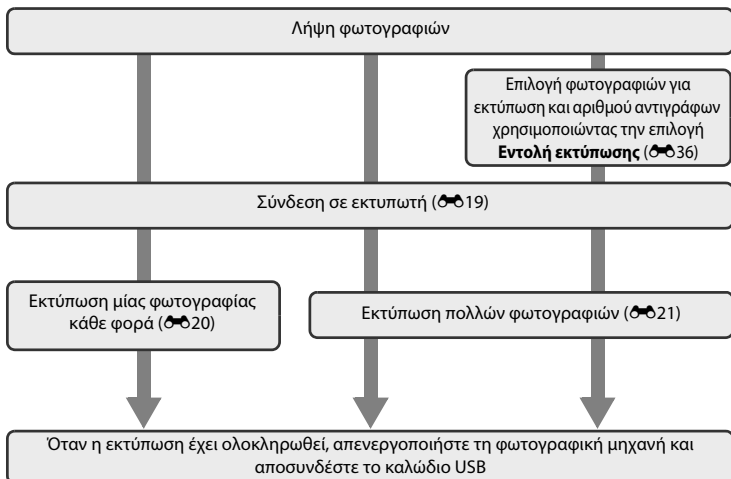 Λήψη φωτογραφιών
Επιλογή φωτογραφιών για
εκτύπωση και αριθμού αντιγράφων
χρησιμοποιώντας την επιλογή
Εντολή εκτύπωσης (36)
Σύνδεση σε εκτυπωτή (19)
Εκτύπωση μίας φωτογραφίας
κάθε φορά (20)
Εκτύπωση πολλών φωτογραφιών (21)
Όταν η εκτύπωση έχει ολοκληρωθεί, απενεργοποιήστε τη φωτογραφική μηχανή και
αποσυνδέστε το καλώδιο USB